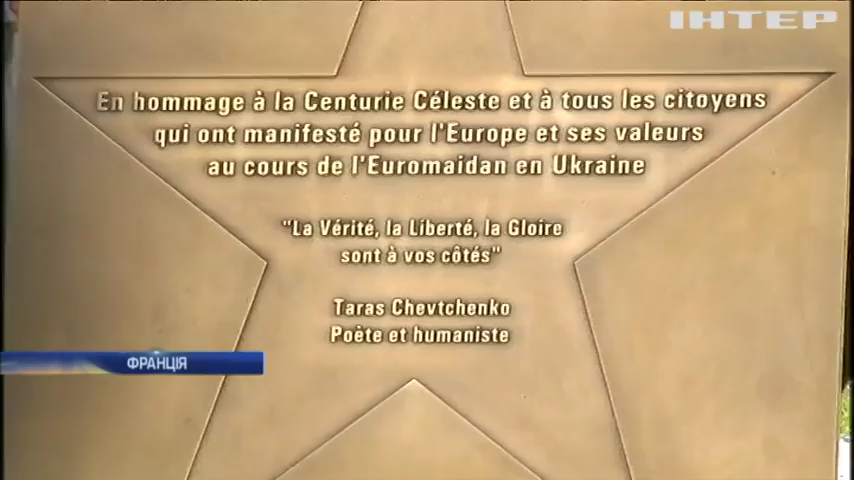 ІНТЕР
En hommage à la Centurie Céleste et à tous les citoyens
qui ont manifesté pour l'Europe et ses valeurs
au cours de l'Euromaidan en Ukraine
"La Vérité, la Liberté, la Gloire
sont à vos côtés"
Taras Chevtchenko
Poète et humaniste
ФРАНЦІЯ